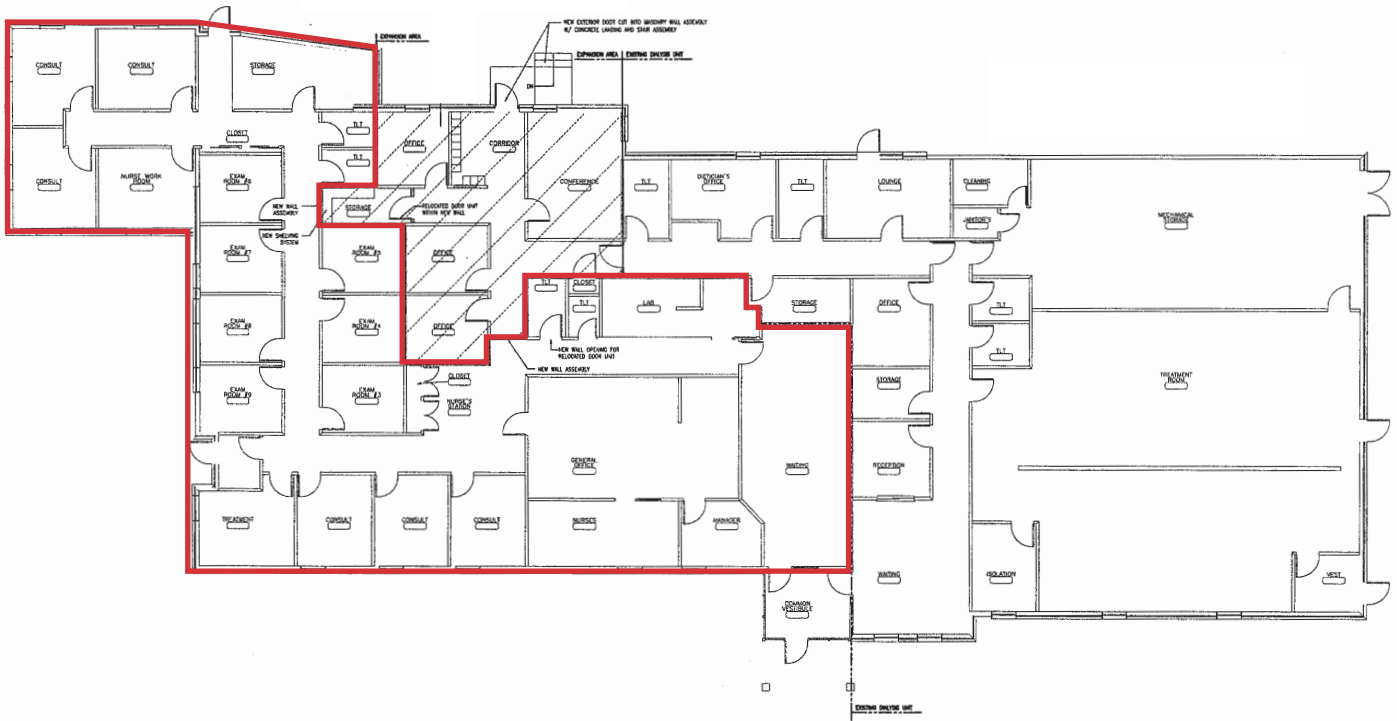 NEW EXTERIOR DOOR CUT INTO MASONRY WALL ASSEMBLY
W/ CONCRETE LANDING AND STAIR ASSEMBLY
EXPANSION AREA
EXPANSION AREA
EXISTING DIALYSIS UNIT
DN
CONSULT
CONSULT
STORAGE
TLT
CLOSET
TLT
OFFICE
CORRIDOR
CONSULT
NURSE WORK
ROOM
EXAM
ROOM #6
CONFERENCE
TLT
DIETICIAN'S
OFFICE
TLT
LOUNGE
CLEANING
NEW WALL
ASSEMBLY
STORAGE
RELOCATED DOOR UNIT
WITHIN NEW WALL
JANITOR'S
MECHANICAL
STORAGE
NEW SHELVING
SYSTEM
EXAM
ROOM #7
EXAM
ROOM #5
OFFICE
TLT
CLOSET
TLT
LAB
STORAGE
OFFICE
TLT
EXAM
ROOM #8
EXAM
ROOM #4
OFFICE
NEW WALL OPENING FOR
RELOCATED DOOR UNIT
NEW WALL ASSEMBLY
TLT
CLOSET
STORAGE
TREATMENT
ROOM
EXAM
ROOM #9
EXAM
ROOM #3
NURSE'S
STATION
GENERAL
OFFICE
WAITING
RECEPTION
TREATMENT
CONSULT
CONSULT
CONSULT
NURSES
MANAGER
WAITING
ISOLATION
VEST
COMMON
VESTIBULE
EXISTING DIALYSIS UNIT